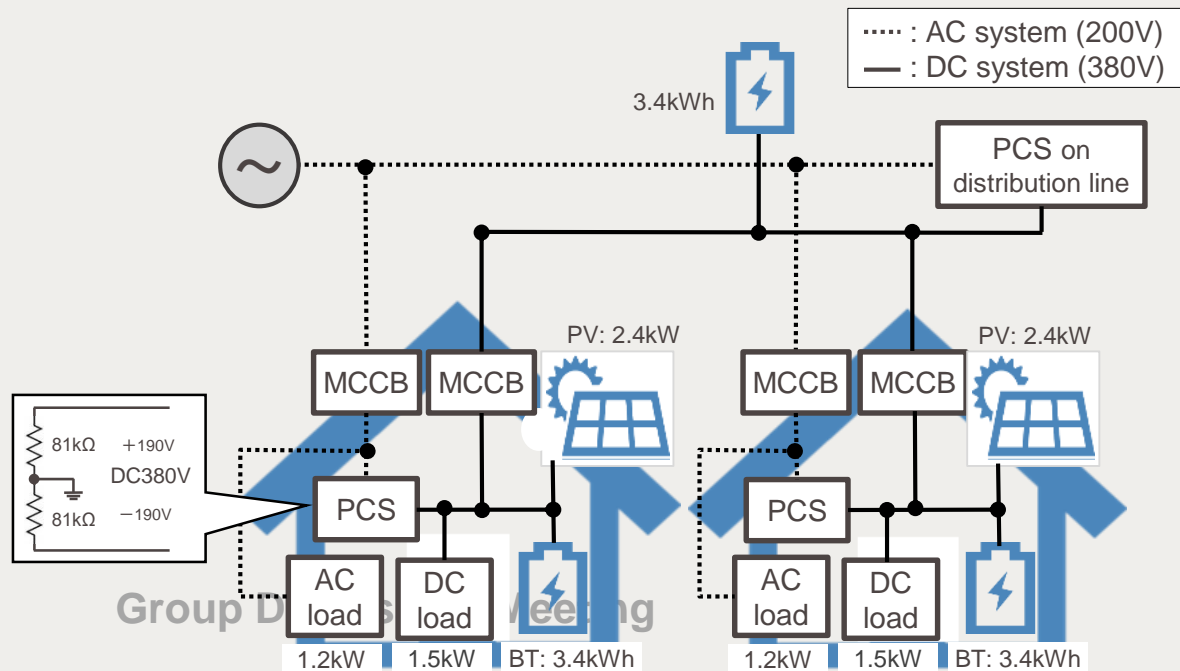 : AC system (200V)
: DC system (380V)
3.4kWh
PCS on
distribution line
PV: 2.4kW
PV: 2.4kW
MCCB
MCCB
MCCB
MCCB
81kΩ
+190V
DC380V
81kΩ
−190V
PCS
PCS
AC
load
DC
load
AC
load
DC
load
Group D s Meeting
1.2kW
1.5kW
BT: 3.4kWh
1.2kW
1.5kW
BT: 3.4kWh